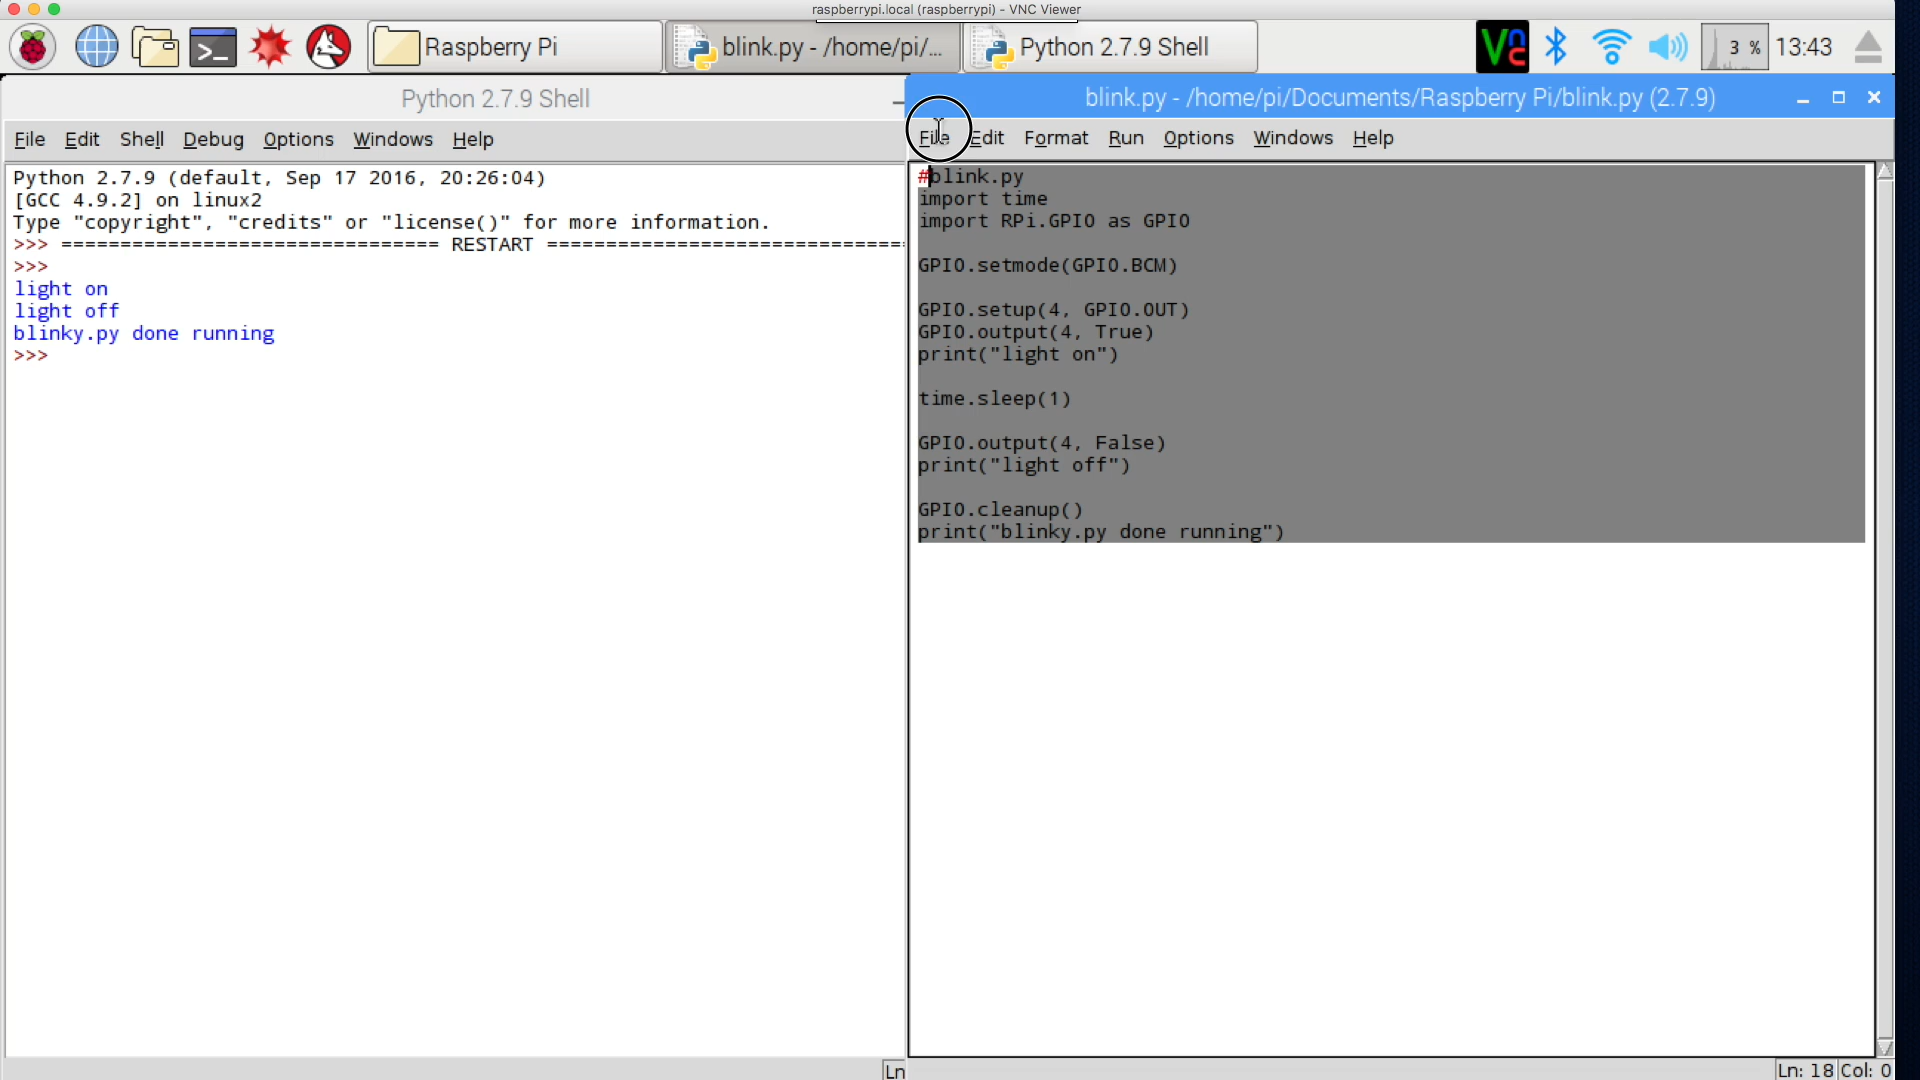 raspberrypi.local (raspberrypi) - VNC Viewer
Raspberry Pi
blink.py - /home/pi/...
Python 2.7.9 Shell
3 %
13:43
Python 2.7.9 Shell
File Edit Shell Debug Options Windows Help
Python 2.7.9 (default, Sep 17 2016, 20:26:04)
[GCC 4.9.2] on linux2
Type "copyright", "credits" or "license()" for more information.
>>> ================================ RESTART ==============================
>>>
light on
light off
blinky.py done running
>>>
Ln
blink.py - /home/pi/Documents/Raspberry Pi/blink.py (2.7.9)
File Edit Format Run Options Windows Help
#blink.py
import time
import RPi.GPIO as GPIO
GPIO.setmode(GPIO.BCM)
GPIO.setup(4, GPIO.OUT)
GPIO.output(4, True)
print("light on")
time.sleep(1)
GPIO.output(4, False)
print("light off")
GPIO.cleanup()
print("blinky.py done running")
Ln: 18 Col: 0